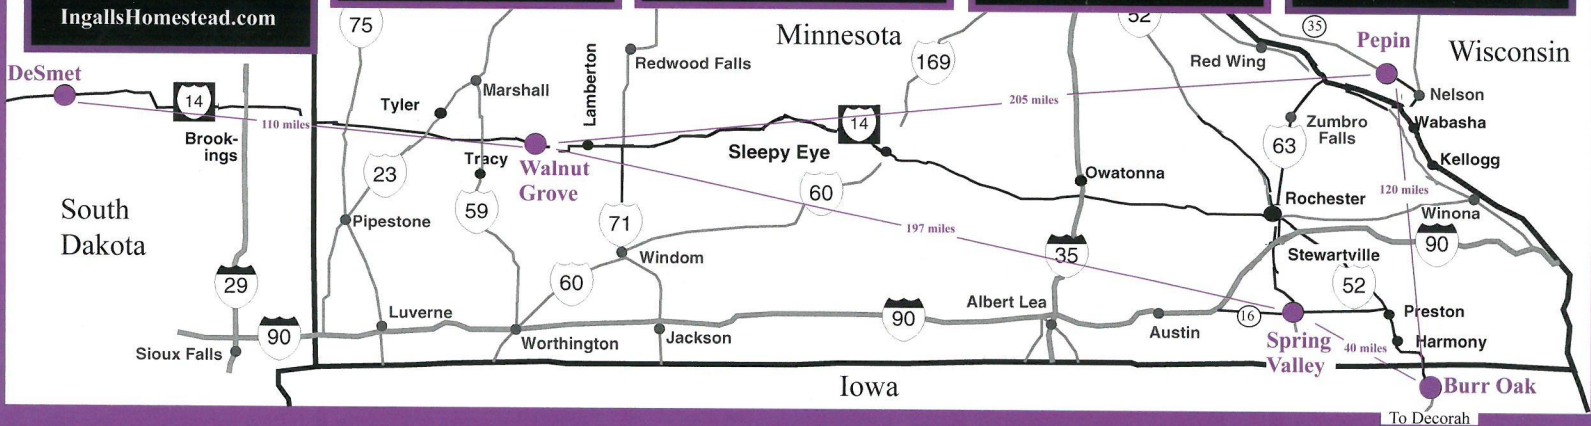 IngallsHomestead.com
75
52
35
Minnesota
Pepin
Wisconsin
Redwood Falls
169
Red Wing
DeSmet
Lamberton
Marshall
205 miles
Nelson
14
Tyler
14
Zumbro
Falls
Wabasha
110 miles
Brook-
ings
Tracy
Walnut
Grove
Sleepy Eye
63
Kellogg
23
Owatonna
60
120 miles
Rochester
South
Dakota
59
Pipestone
71
197 miles
Winona
35
90
Windom
Stewartville
29
60
52
Luverne
Albert Lea
90
90
16
Austin
Preston
Sioux Falls
Worthington
Jackson
Spring
Valley
40 miles
Harmony
Iowa
Burr Oak
To Decorah